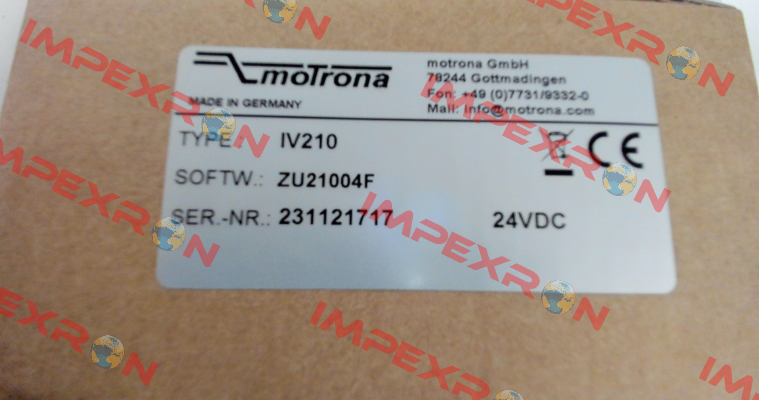 motrona
MADE IN GERMANY
motrona GmbH
78244 Gottmadingen
Fon: +49 (0)7731/9332-0
Mail: info@motrona.com
TYPE: IV210
SOFTW.: ZU21004F
SER.-NR.: 231121717 24VDC
CE
IMPEXRON
IMPEXRON
IMPEXRON
IMPEXRON
IMPEXRON
IMPEXRON
IMPEXRON